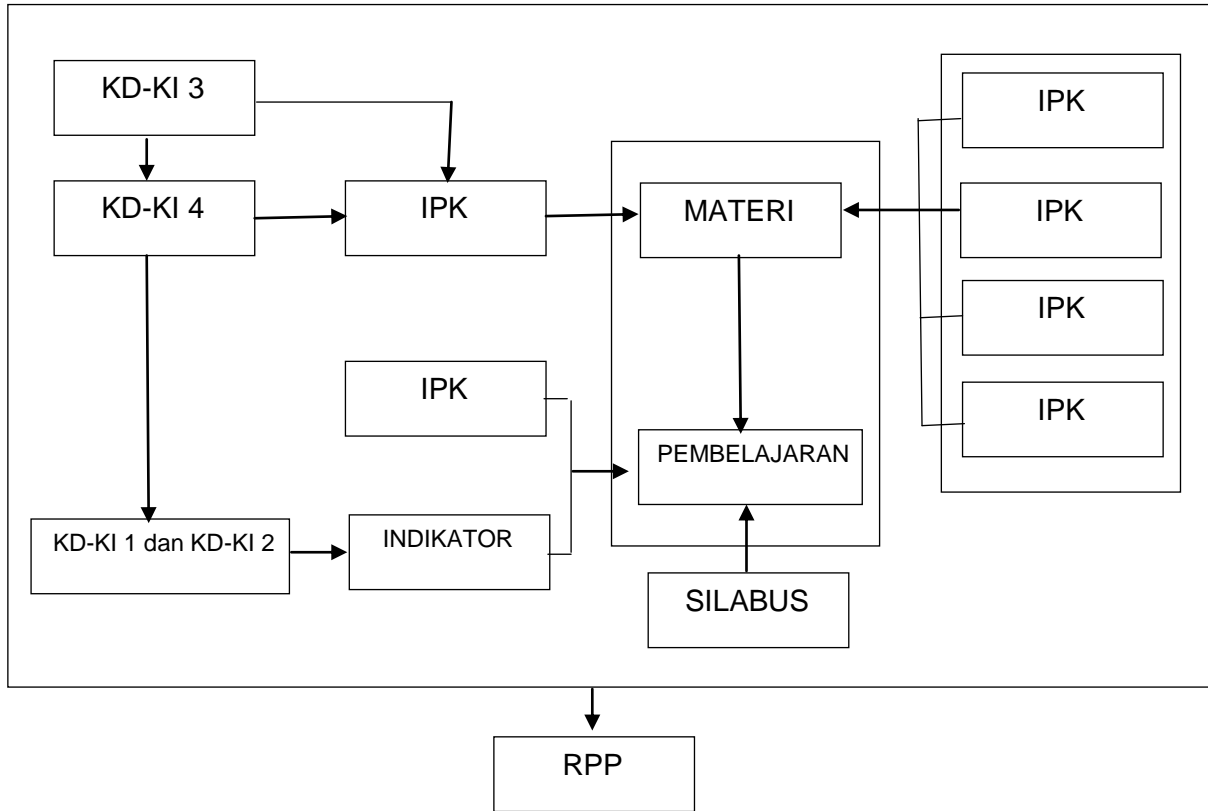 KD-KI 3
KD-KI 4
IPK
MATERI
IPK
IPK
IPK
IPK
IPK
PEMBELAJARAN
KD-KI 1 dan KD-KI 2
INDIKATOR
SILABUS
RPP